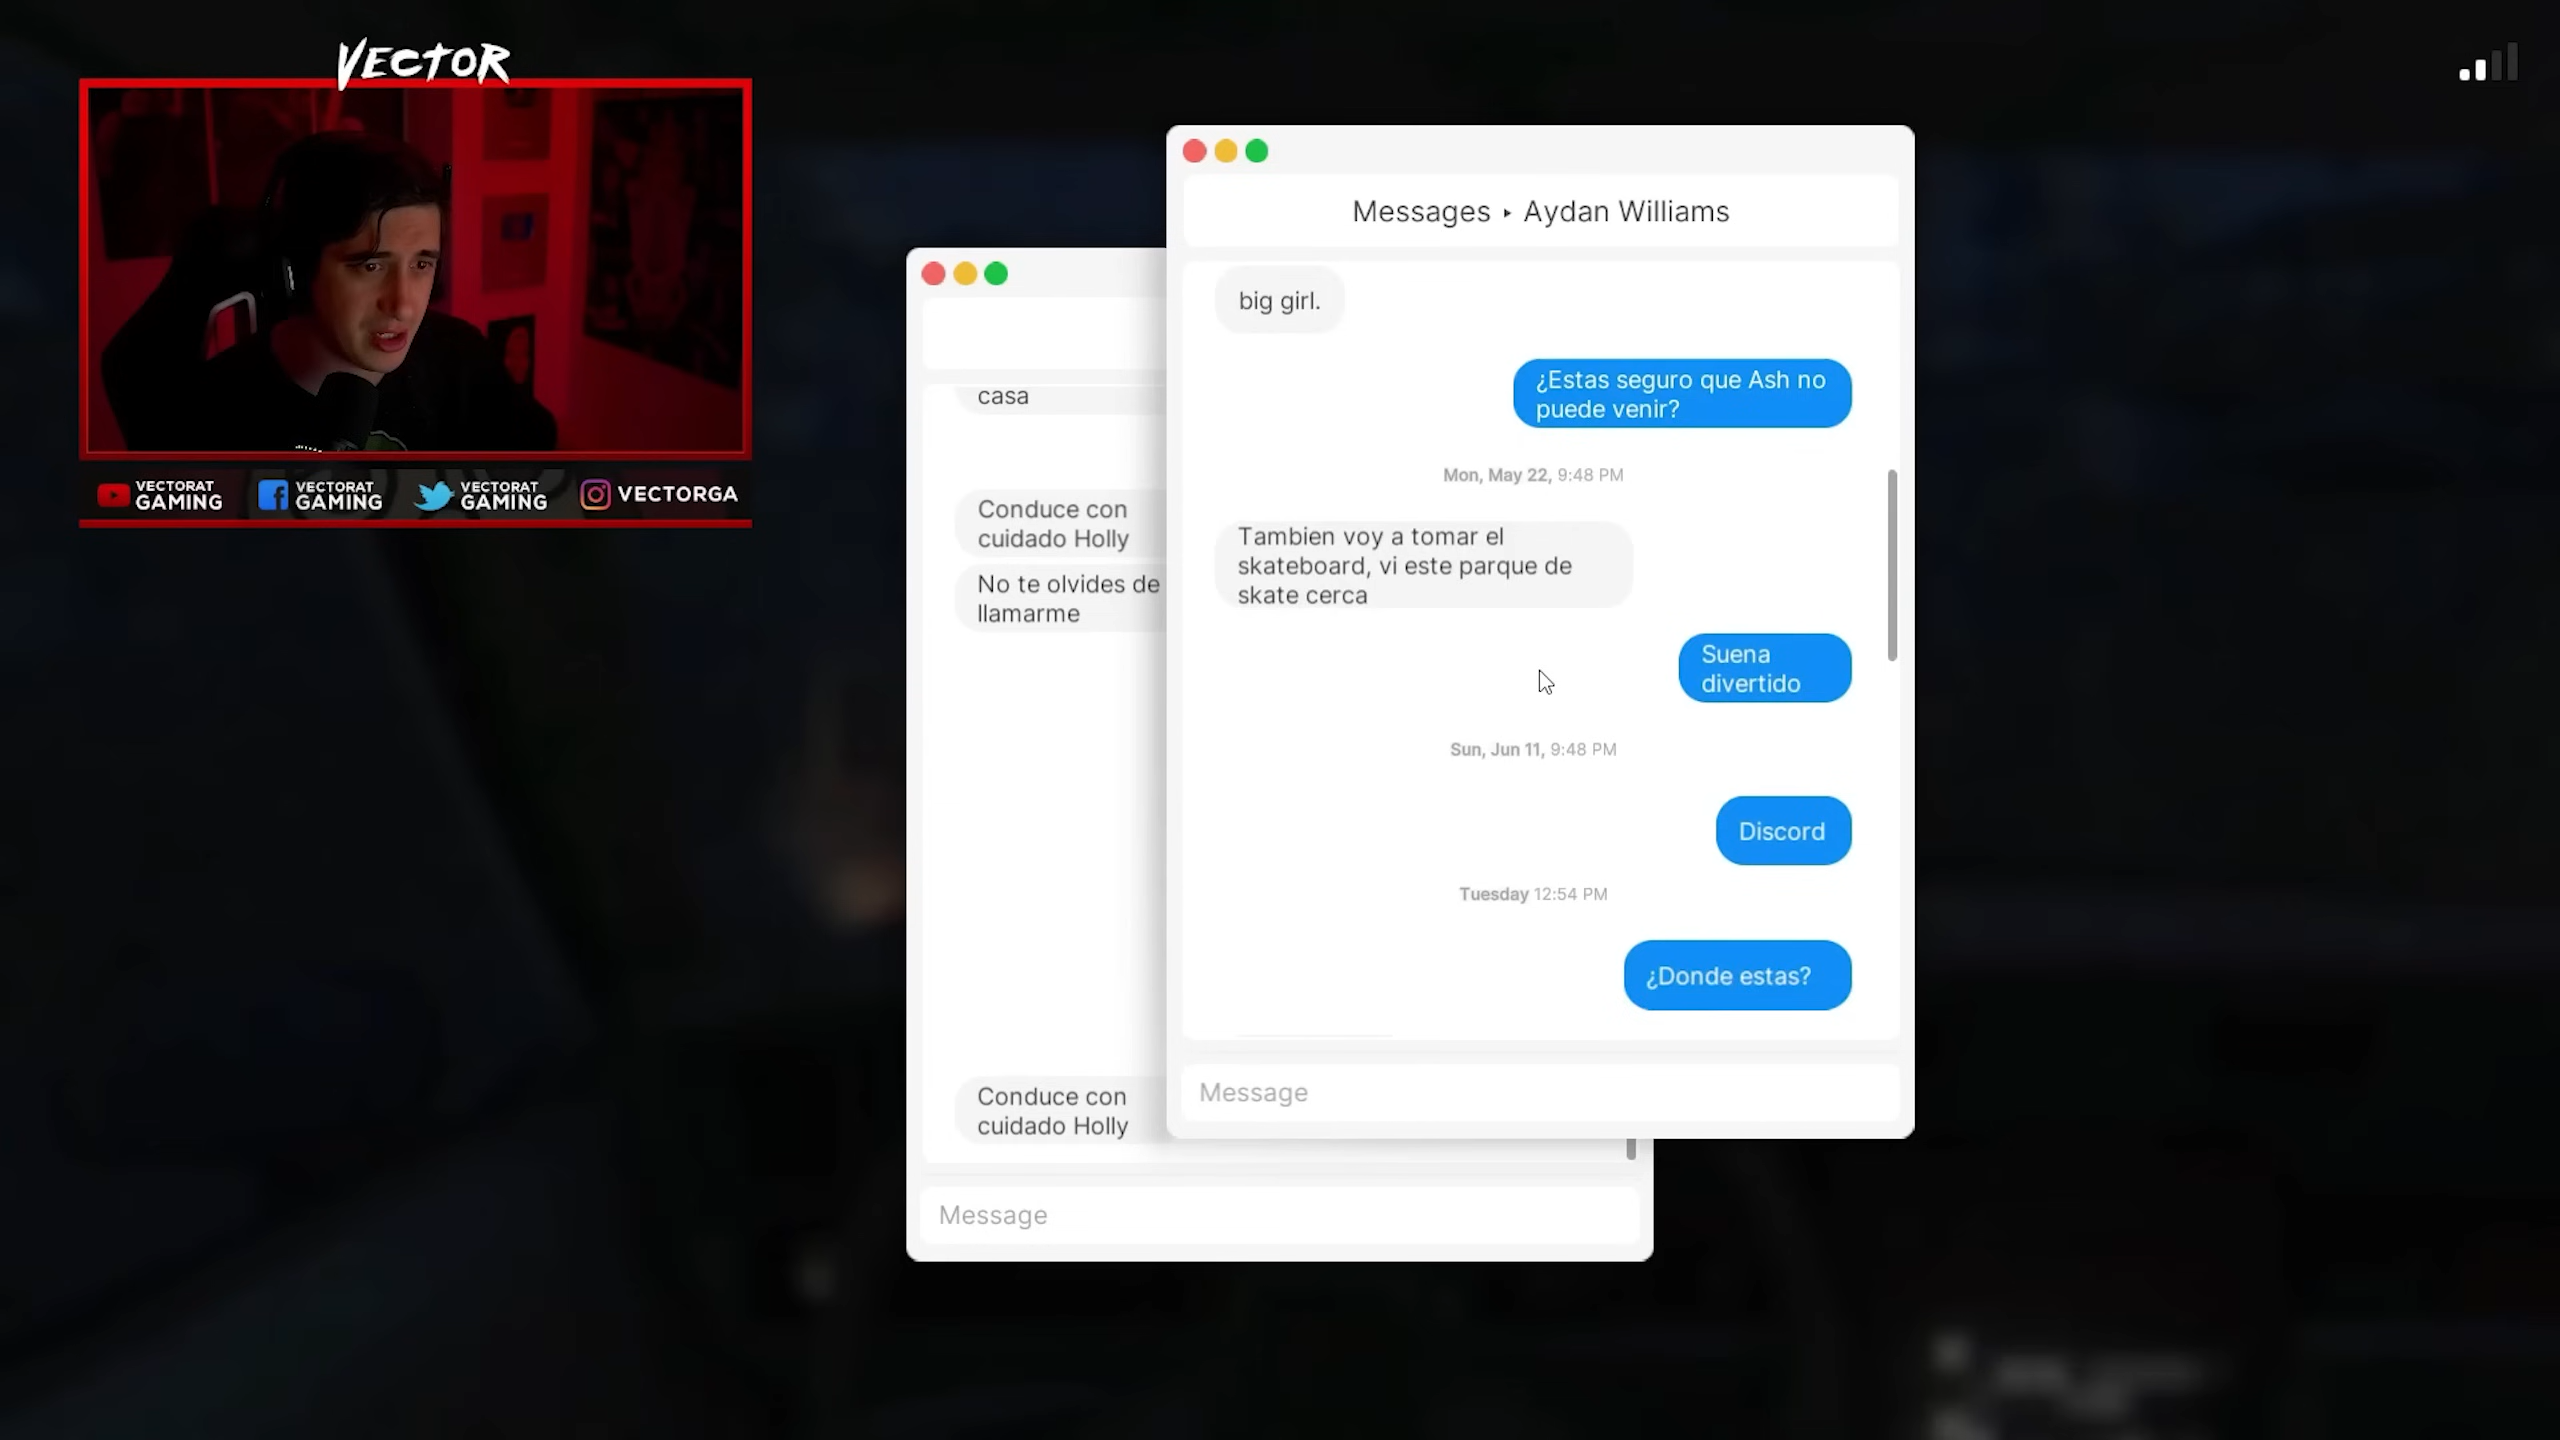 VECTOR
VECTORAT
GAMING
VECTORAT
GAMING
VECTORAT
GAMING
VECTORGA
casa
Conduce con
cuidado Holly
No te olvides de
llamarme
Conduce con
cuidado Holly
Message
Messages ▸ Aydan Williams
big girl.
¿Estas seguro que Ash no
puede venir?
Mon, May 22, 9:48 PM
Tambien voy a tomar el
skateboard, vi este parque de
skate cerca
Suena
divertido
Sun, Jun 11, 9:48 PM
Discord
Tuesday 12:54 PM
¿Donde estas?
Message